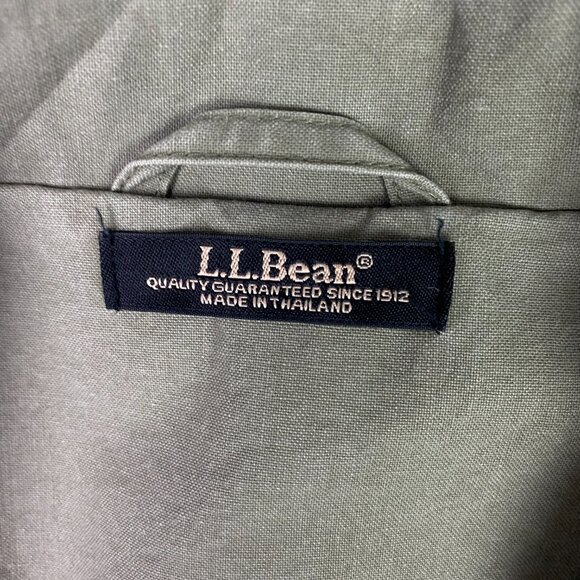 L.L.Bean®
QUALITY GUARANTEED SINCE 1912
MADE IN THAILAND